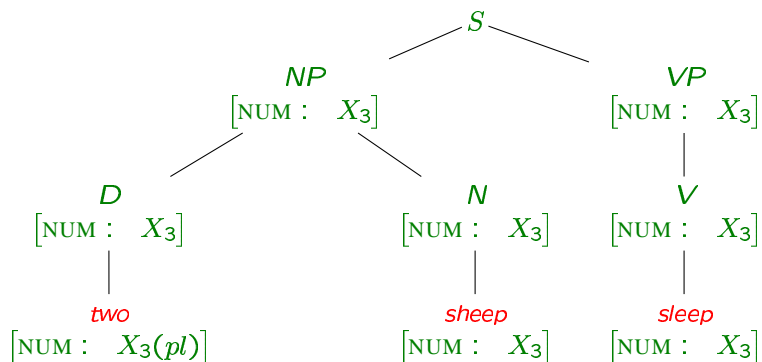 S
NP VP
[NUM : X₃] [NUM : X₃]
D N V
[NUM : X₃] [NUM : X₃] [NUM : X₃]
two sheep sleep
[NUM : X₃(pl)] [NUM : X₃] [NUM : X₃]